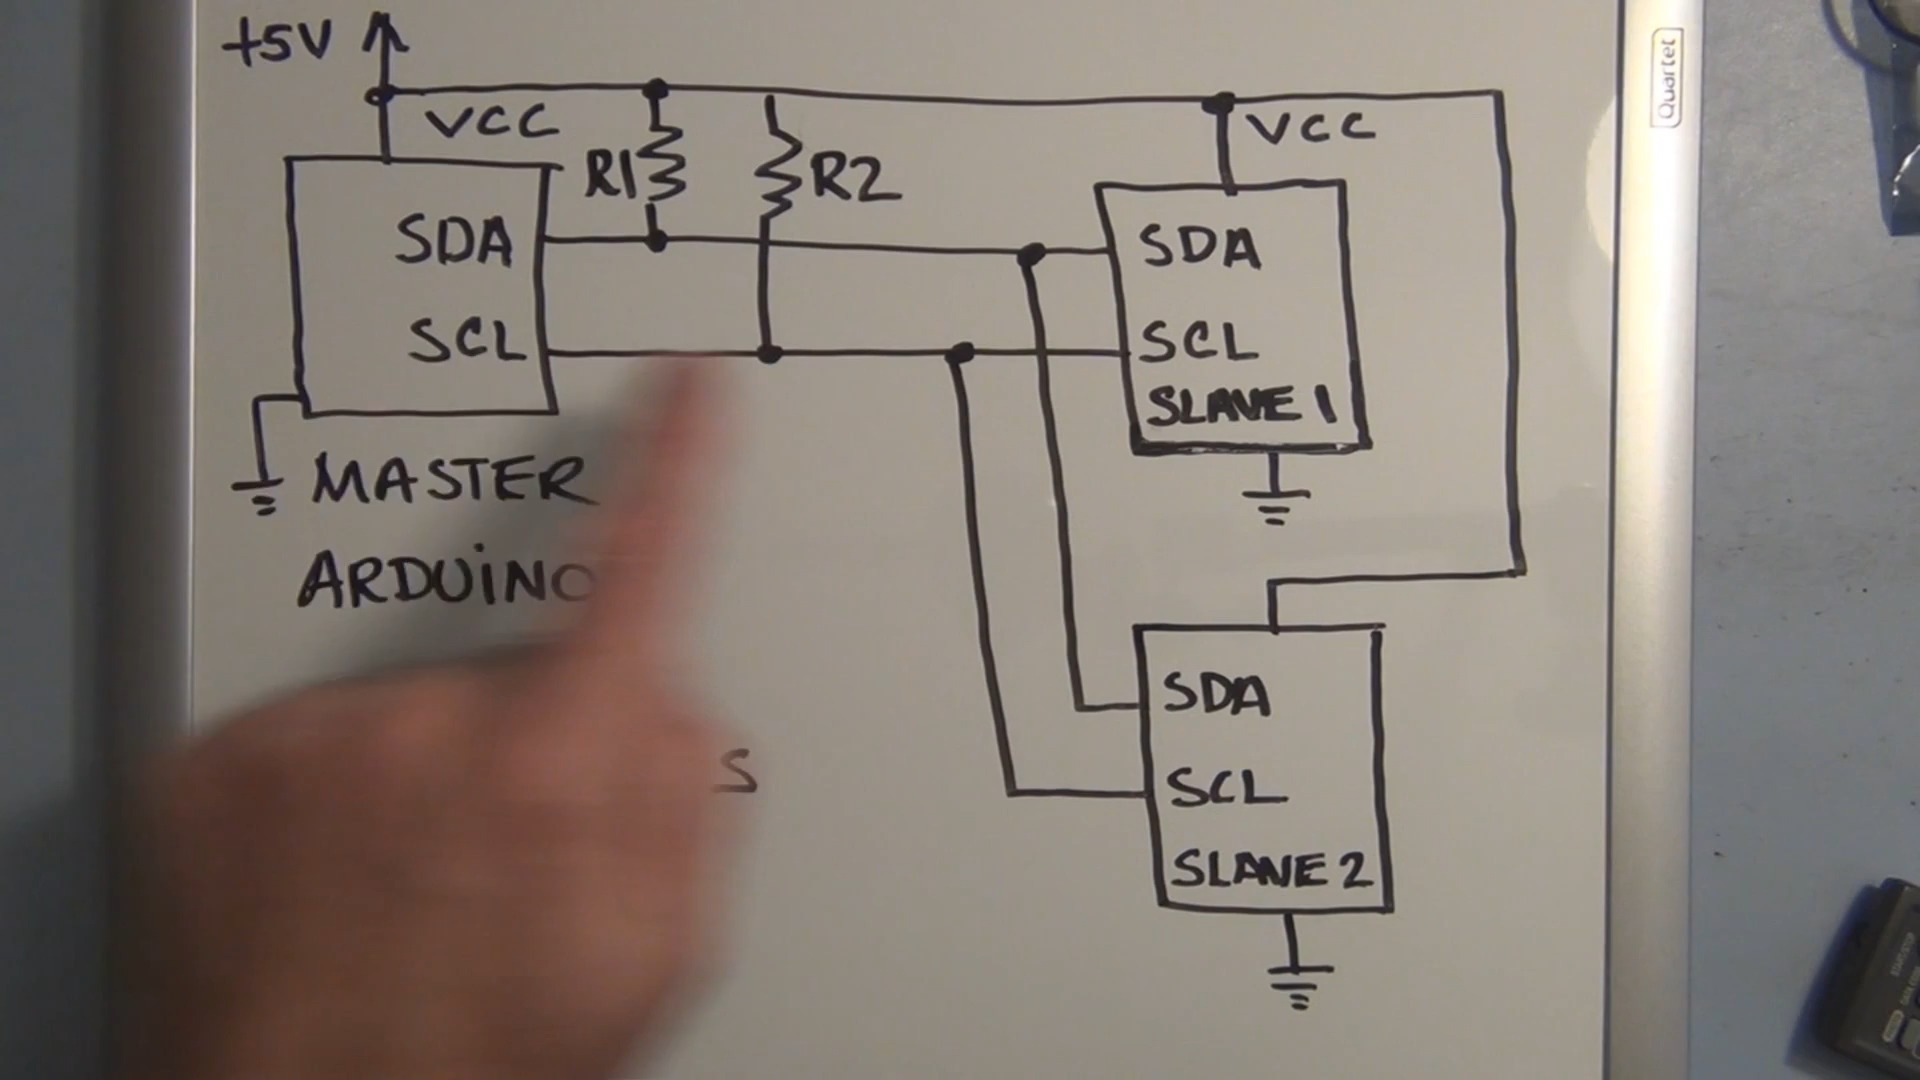 +5V
VCC
VCC
R1
R2
SDA
SCL
SDA
SCL
SLAVE 1
MASTER
ARDUiNO
SDA
SCL
SLAVE 2
S
Quartet